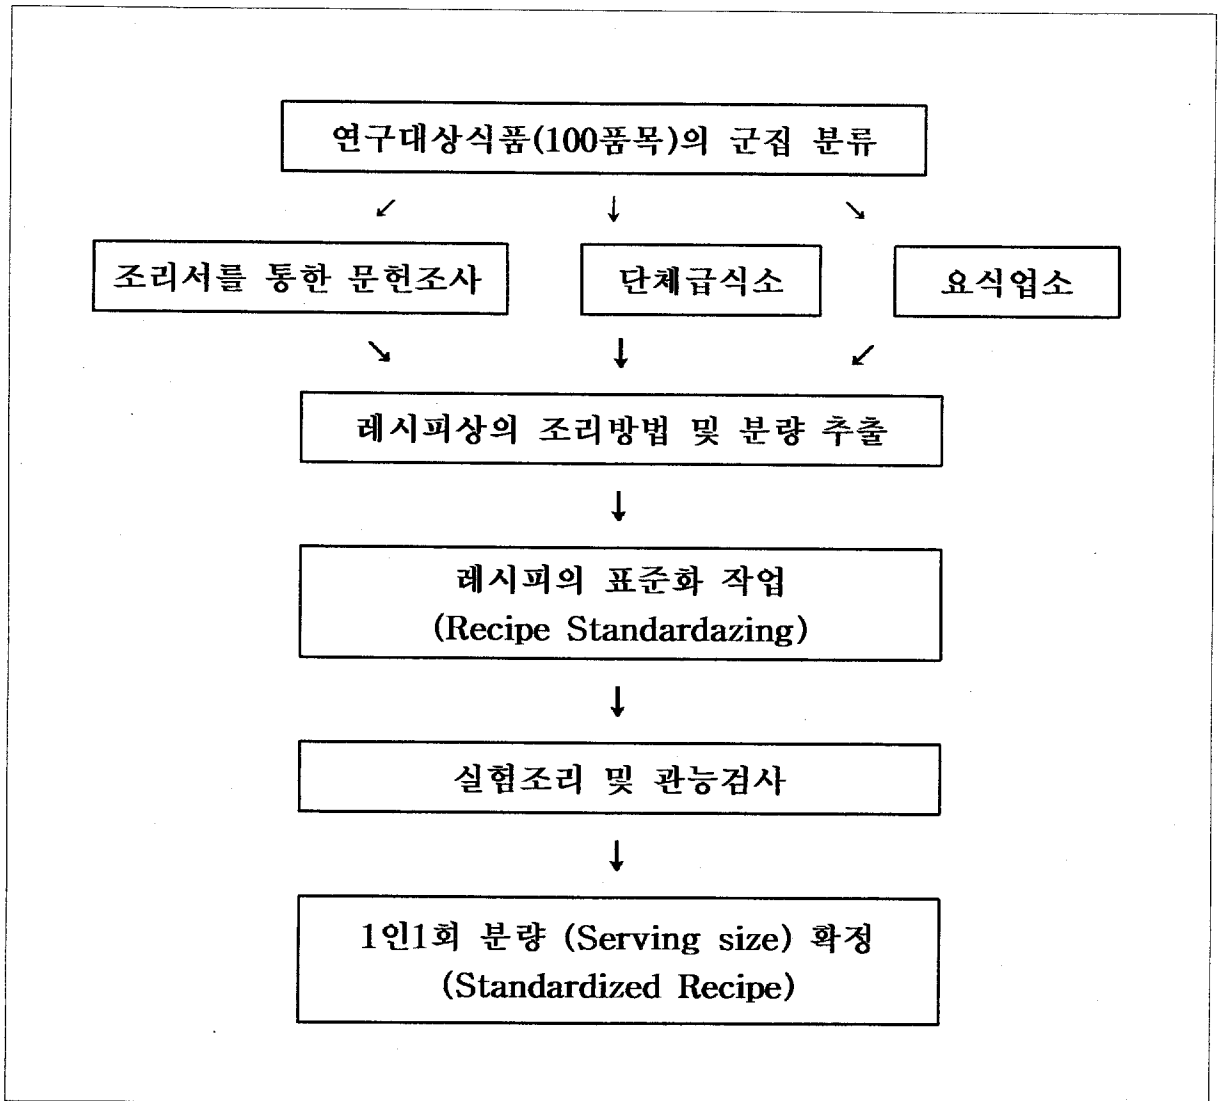 연구대상식품(100품목)의 군집 분류
↙ ↓ ↘
조리서를 통한 문헌조사 단체급식소 요식업소
↘ ↓ ↙
레시피상의 조리방법 및 분량 추출
↓
레시피의 표준화 작업
(Recipe Standardazing)
↓
실험조리 및 관능검사
↓
1인1회 분량 (Serving size) 확정
(Standardized Recipe)